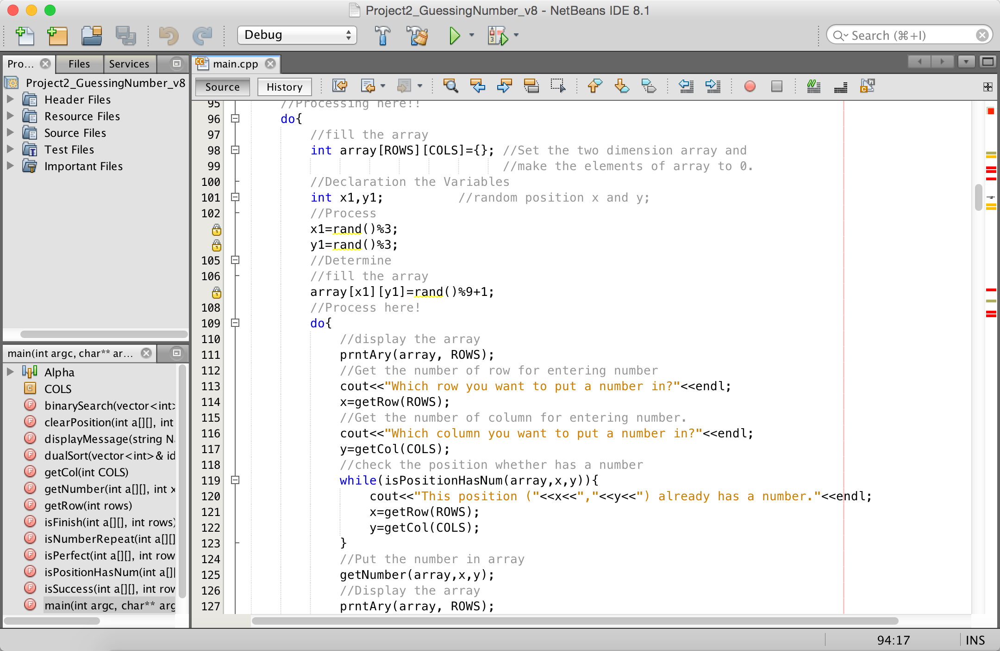 Project2_GuessingNumber_v8 - NetBeans IDE 8.1
Debug
Search (⌘+I)
Pro...
Files
Services
main.cpp
Source
History
Project2_GuessingNumber_v8
Header Files
Resource Files
Source Files
Test Files
Important Files
main(int argc, char** ar...
Alpha
COLS
binarySearch(vector<int>
clearPosition(int a[][], int
displayMessage(string N
dualSort(vector<int>& id
getCol(int COLS)
getNumber(int a[][], int x
getRow(int rows)
isFinish(int a[][], int rows)
isNumberRepeat(int a[][]
isPerfect(int a[][], int row
isPositionHasNum(int a[]
isSuccess(int a[][], int row
main(int argc, char** arg
95 //Processing here!!
96 do{
97 //fill the array
98 int array[ROWS][COLS]={}; //Set the two dimension array and
99 //make the elements of array to 0.
100 //Declaration the Variables
101 int x1,y1; //random position x and y;
102 //Process
x1=rand()%3;
y1=rand()%3;
105 //Determine
106 //fill the array
array[x1][y1]=rand()%9+1;
108 //Process here!
109 do{
110 //display the array
111 prntAry(array, ROWS);
112 //Get the number of row for entering number
113 cout<<"Which row you want to put a number in?"<<endl;
114 x=getRow(ROWS);
115 //Get the number of column for entering number.
116 cout<<"Which column you want to put a number in?"<<endl;
117 y=getCol(COLS);
118 //check the position whether has a number
119 while(isPositionHasNum(array,x,y)){
120 cout<<"This position ("<<x<<","<<y<<") already has a number."<<endl;
121 x=getRow(ROWS);
122 y=getCol(COLS);
123 }
124 //Put the number in array
125 getNumber(array,x,y);
126 //Display the array
127 prntAry(array, ROWS);
94:17
INS